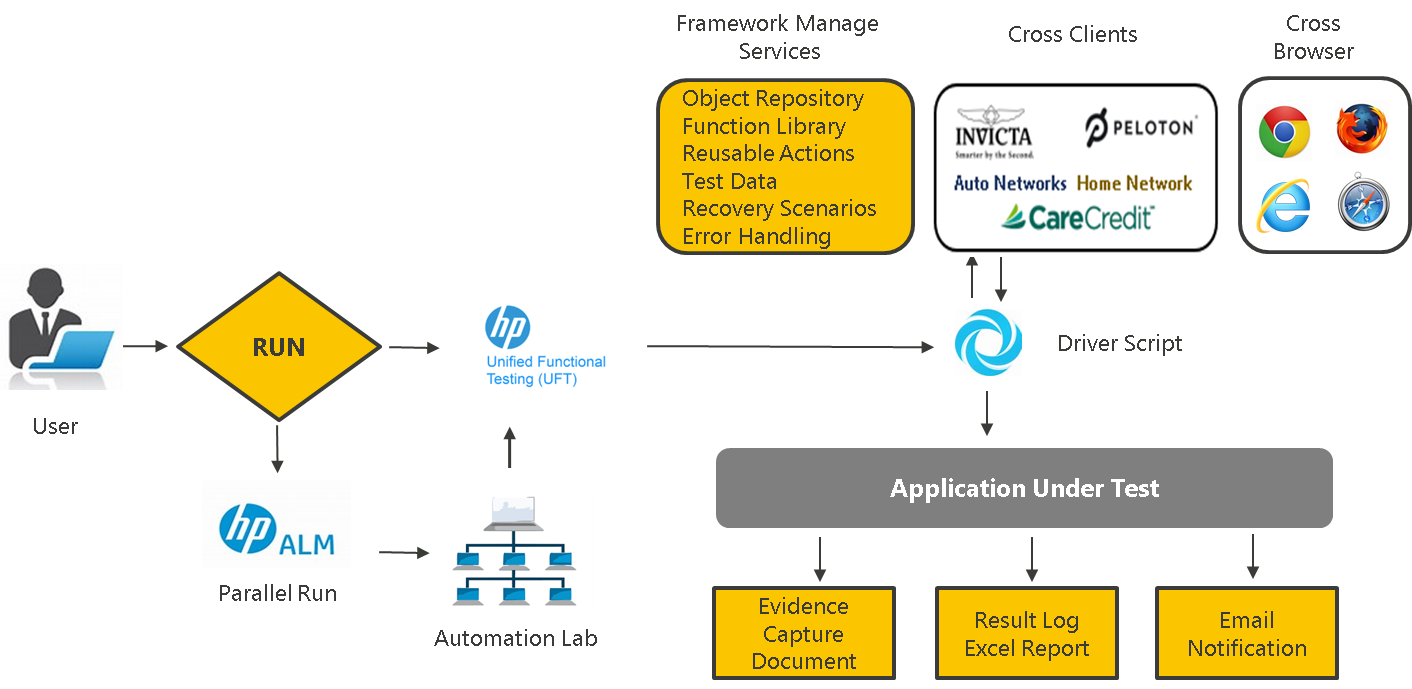 Framework Manage
Services
Cross Clients
Cross
Browser
Object Repository
Function Library
Reusable Actions
Test Data
Recovery Scenarios
Error Handling
INVICTA
Smarter by the Second.
PELOTON
Auto Networks Home Network
CareCredit™
RUN
hp
Unified Functional
Testing (UFT)
Driver Script
User
hp ALM
Parallel Run
Automation Lab
Application Under Test
Evidence
Capture
Document
Result Log
Excel Report
Email
Notification